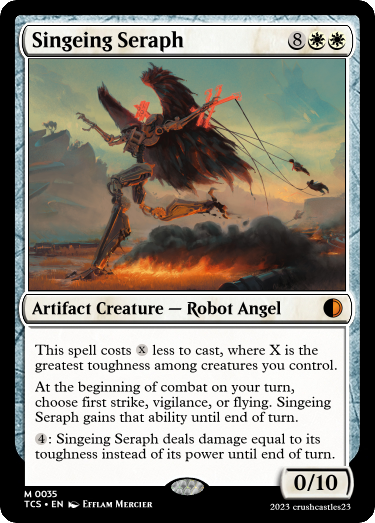 Singeing Seraph 8
Artifact Creature — Robot Angel
This spell costs X less to cast, where X is the
greatest toughness among creatures you control.
At the beginning of combat on your turn,
choose first strike, vigilance, or flying. Singeing
Seraph gains that ability until end of turn.
4: Singeing Seraph deals damage equal to its
toughness instead of its power until end of turn.
0/10
M 0035
TCS • EN Efflam Mercier
2023 crushcastles23